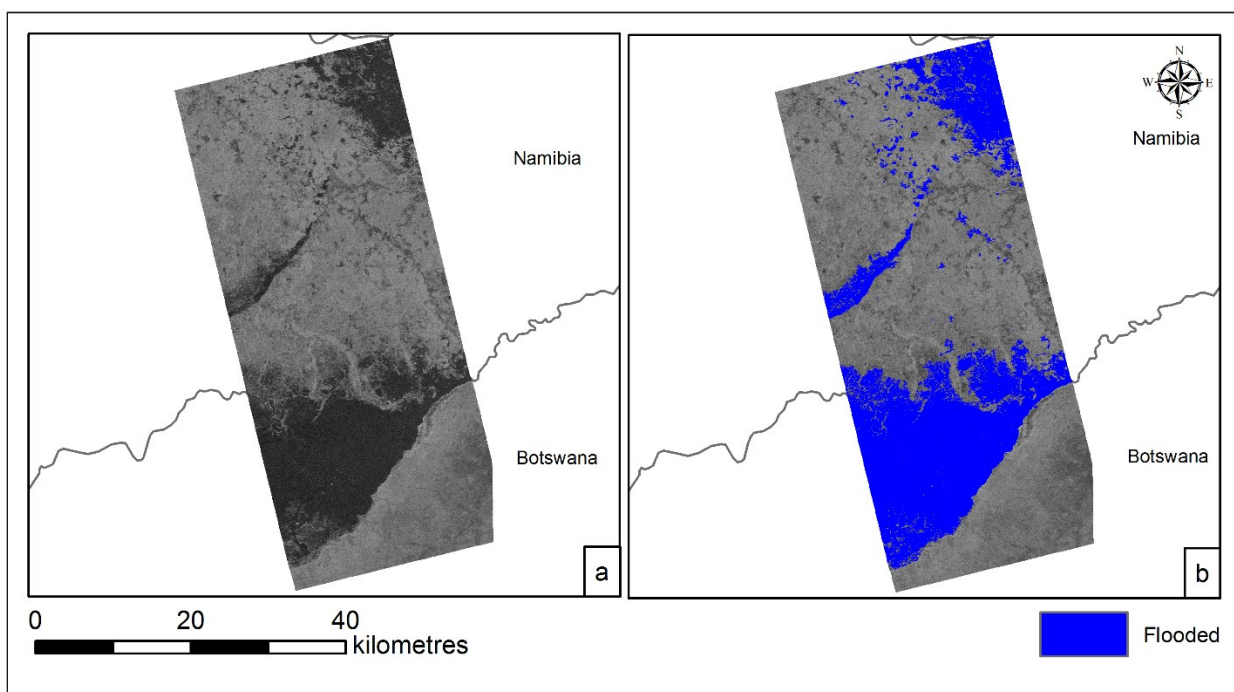 N
W E
S
Namibia
Namibia
Botswana
Botswana
a
b
0 20 40
kilometres
Flooded